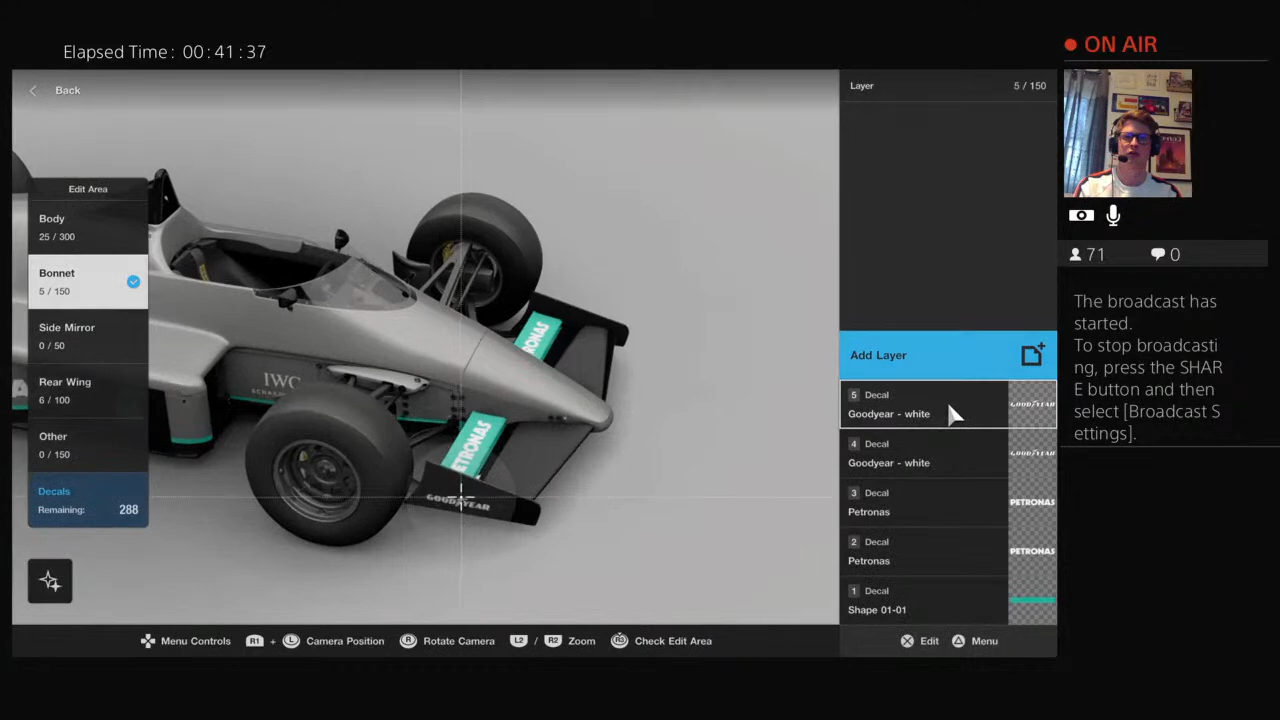 Elapsed Time: 00:41:37
ON AIR
Back
Layer 5 / 150
Edit Area
Body
25 / 300
Bonnet
5 / 150
Side Mirror
0 / 50
Rear Wing
6 / 100
Other
0 / 150
Decals
Remaining: 288
IWC
PETRONAS
GOODYEAR
Add Layer
5 Decal
Goodyear - white
GOODYEAR
4 Decal
Goodyear - white
GOODYEAR
3 Decal
Petronas
PETRONAS
2 Decal
Petronas
PETRONAS
1 Decal
Shape 01-01
Menu Controls R1 + L Camera Position R Rotate Camera L2 / R2 Zoom R3 Check Edit Area
Edit Menu
71 0
The broadcast has
started.
To stop broadcasti
ng, press the SHAR
E button and then
select [Broadcast S
ettings].